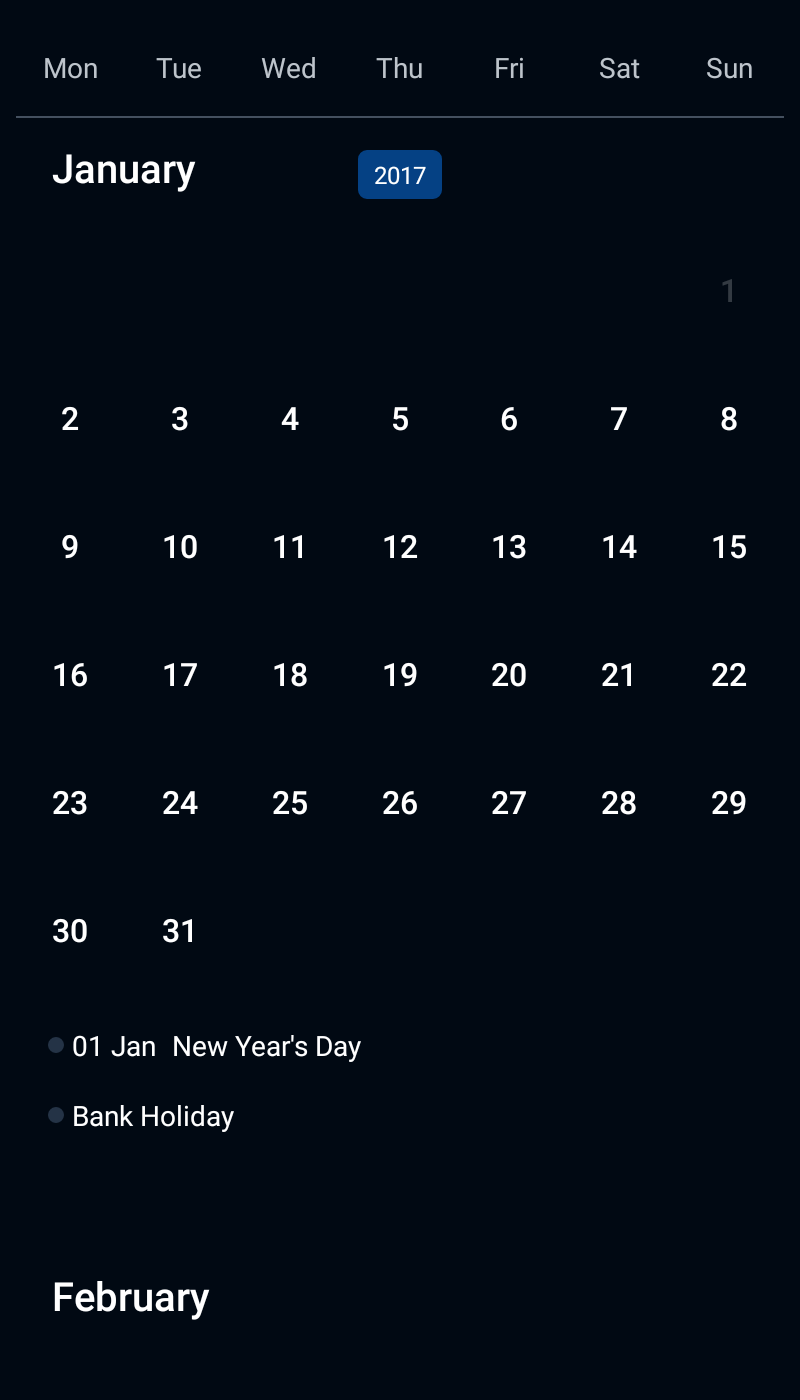 Mon Tue Wed Thu Fri Sat Sun
January 2017
1
2 3 4 5 6 7 8
9 10 11 12 13 14 15
16 17 18 19 20 21 22
23 24 25 26 27 28 29
30 31
01 Jan New Year's Day
Bank Holiday
February